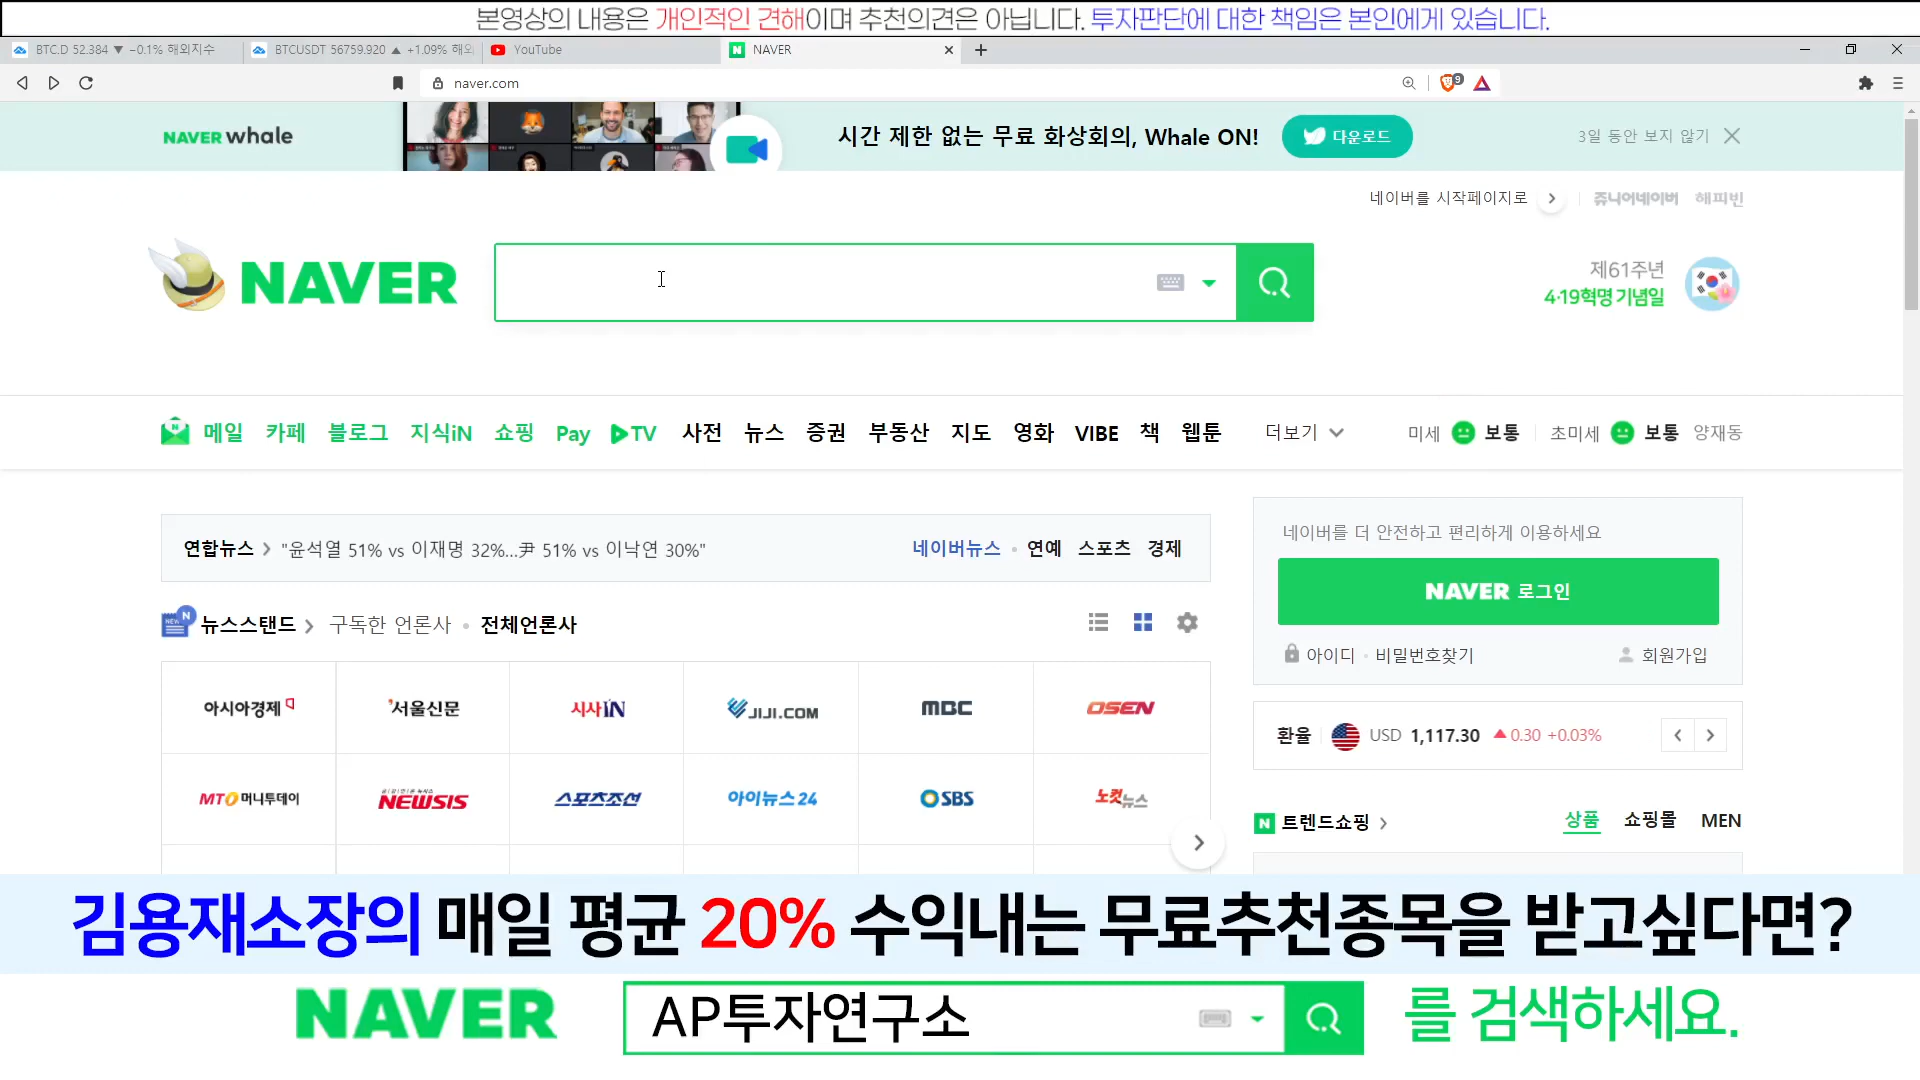 본영상의 내용은 개인적인 견해이며 추천의견은 아닙니다. 투자판단에 대한 책임은 본인에게 있습니다.
BTC.D 52.384 ▼ −0.1% 해외지수
BTCUSDT 56759.920 ▲ +1.09% 해외
YouTube
NAVER
naver.com
9
NAVER whale
시간 제한 없는 무료 화상회의, Whale ON!
다운로드
3일 동안 보지 않기
네이버를 시작페이지로
쥬니어네이버 해피빈
NAVER
제61주년
4·19혁명 기념일
메일 카페 블로그 지식iN 쇼핑 Pay TV 사전 뉴스 증권 부동산 지도 영화 VIBE 책 웹툰 더보기
미세 보통 초미세 보통 양재동
연합뉴스 > "윤석열 51% vs 이재명 32%...尹 51% vs 이낙연 30%"
네이버뉴스 · 연예 스포츠 경제
뉴스스탠드 > 구독한 언론사 · 전체언론사
아시아경제 서울신문 시사IN JIJI.COM MBC OSEN
MTO머니투데이 NEWSIS 스포츠조선 아이뉴스24 SBS 노컷뉴스
네이버를 더 안전하고 편리하게 이용하세요
NAVER 로그인
아이디 · 비밀번호찾기
회원가입
환율 USD 1,117.30 ▲ 0.30 +0.03%
N 트렌드쇼핑 >
상품 쇼핑몰 MEN
김용재소장의 매일 평균 20% 수익내는 무료추천종목을 받고싶다면?
NAVER AP투자연구소 를 검색하세요.